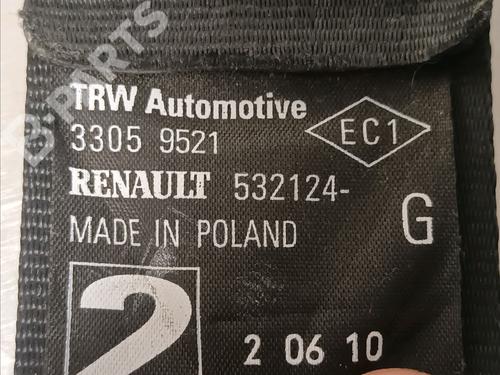 B-PARTS
TRW Automotive
3305 9521
EC1
RENAULT 532124-
MADE IN POLAND
G
2
2 06 10